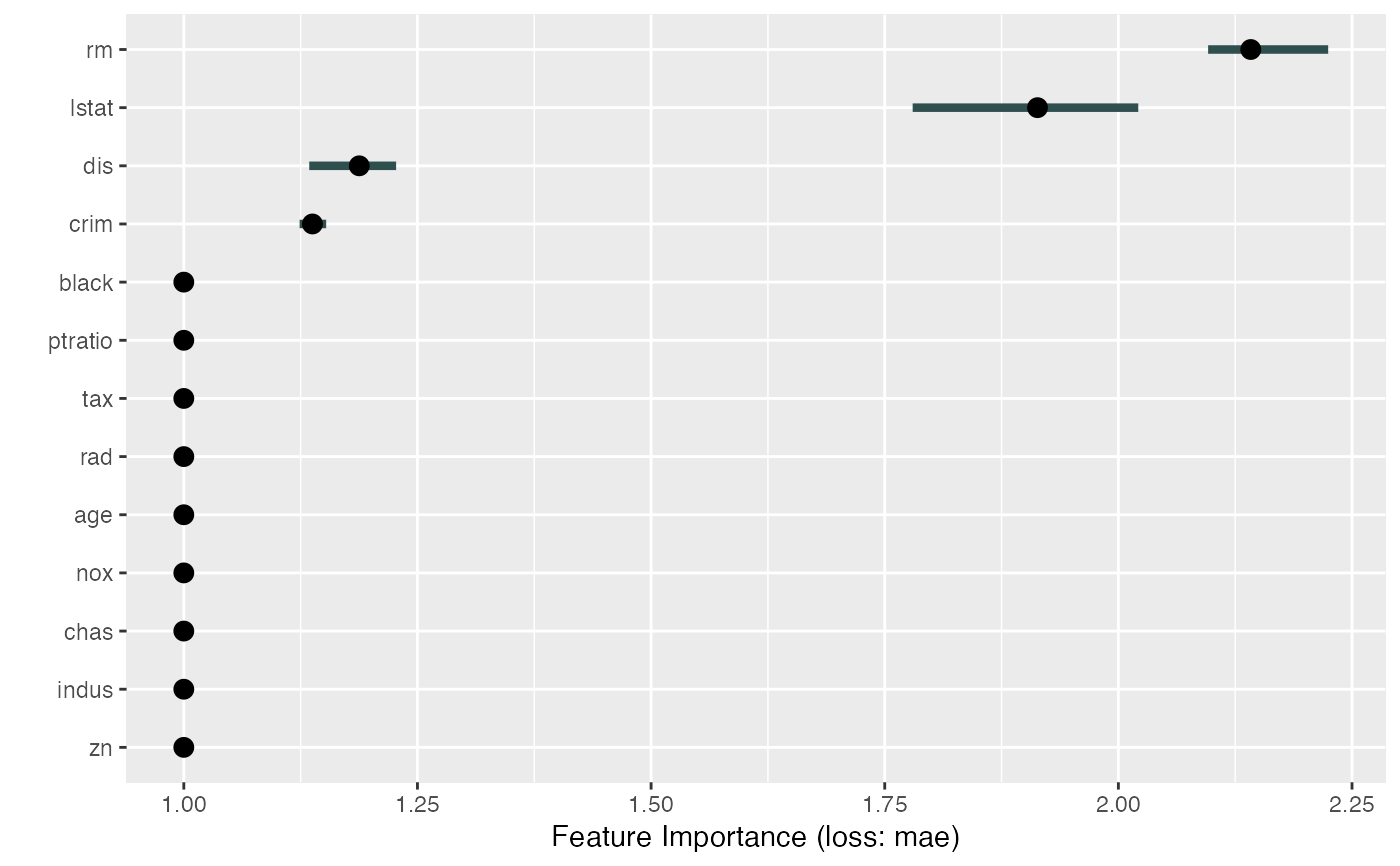 rm
lstat
dis
crim
black
ptratio
tax
rad
age
nox
chas
indus
zn
1.00 1.25 1.50 1.75 2.00 2.25
Feature Importance (loss: mae)